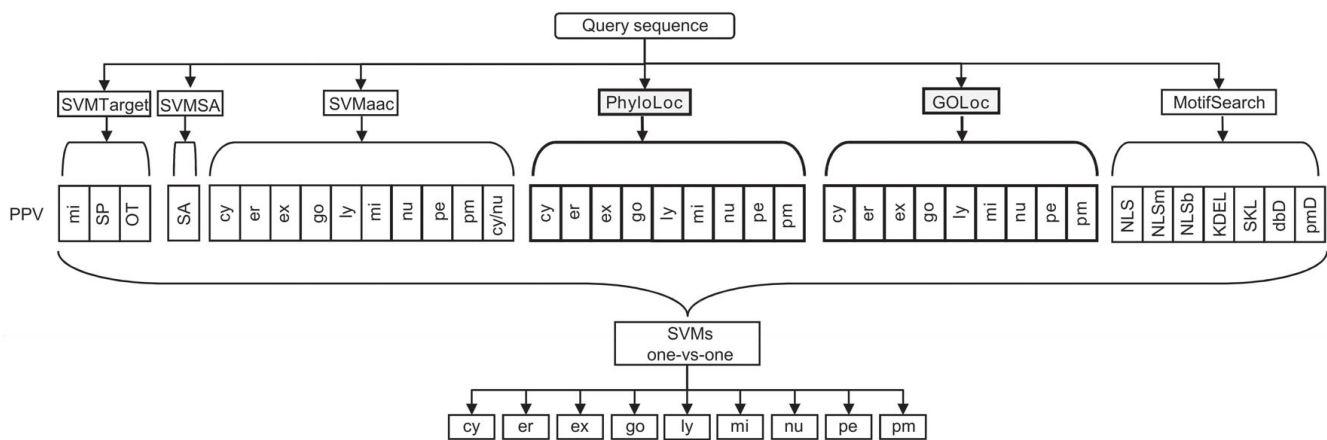 Query sequence
SVMTarget SVMSA SVMaac PhyloLoc GOLoc MotifSearch
PPV mi SP OT SA cy er ex go ly mi nu pe pm cy/nu cy er ex go ly mi nu pe pm cy er ex go ly mi nu pe pm NLS NLSm NLSb KDEL SKL dbD pmD
SVMs
one-vs-one
cy er ex go ly mi nu pe pm